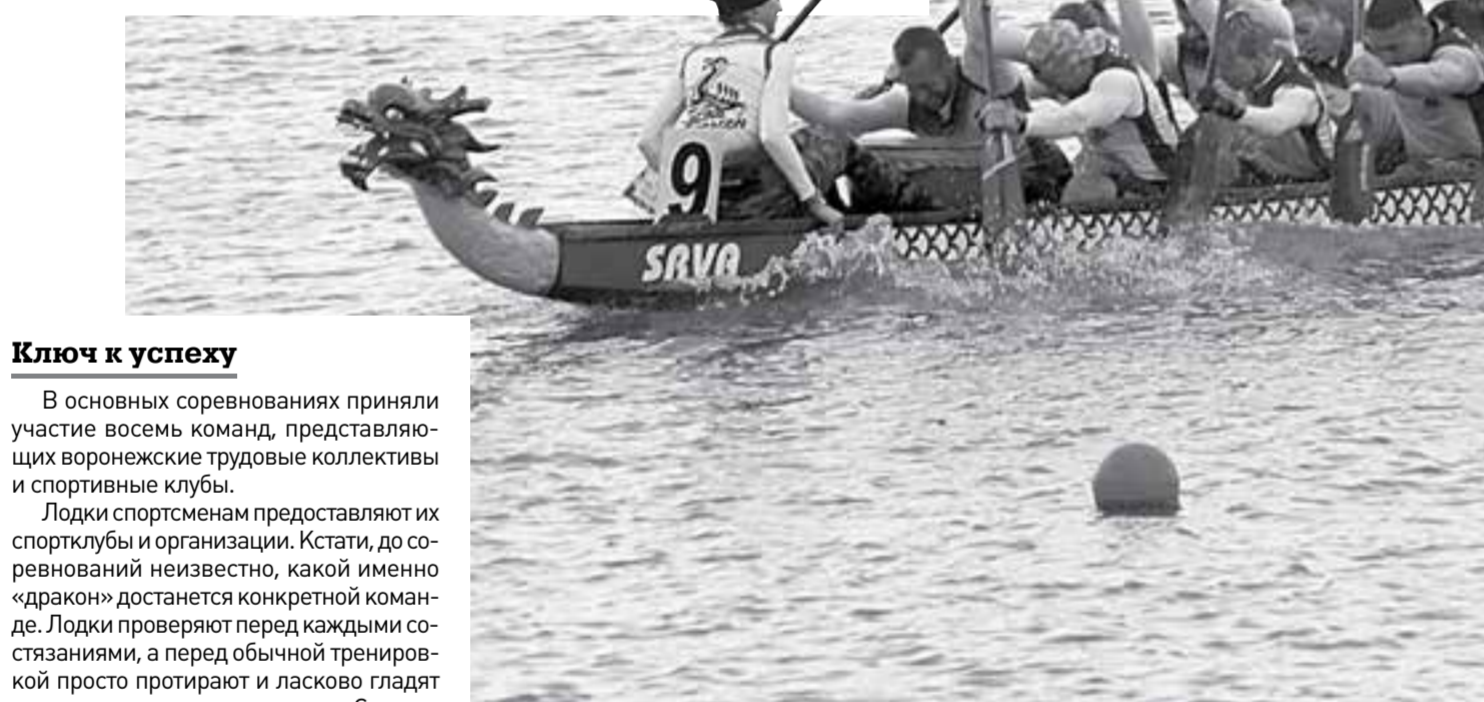 9
SAVA
Ключ к успеху
В основных соревнованиях приняли
участие восемь команд, представляю-
щих воронежские трудовые коллективы
и спортивные клубы.
Лодки спортсменам предоставляют их
спортклубы и организации. Кстати, до со-
ревнований неизвестно, какой именно
«дракон» достанется конкретной коман-
де. Лодки проверяют перед каждыми со-
стязаниями, а перед обычной трениров-
кой просто протирают и ласково гладят